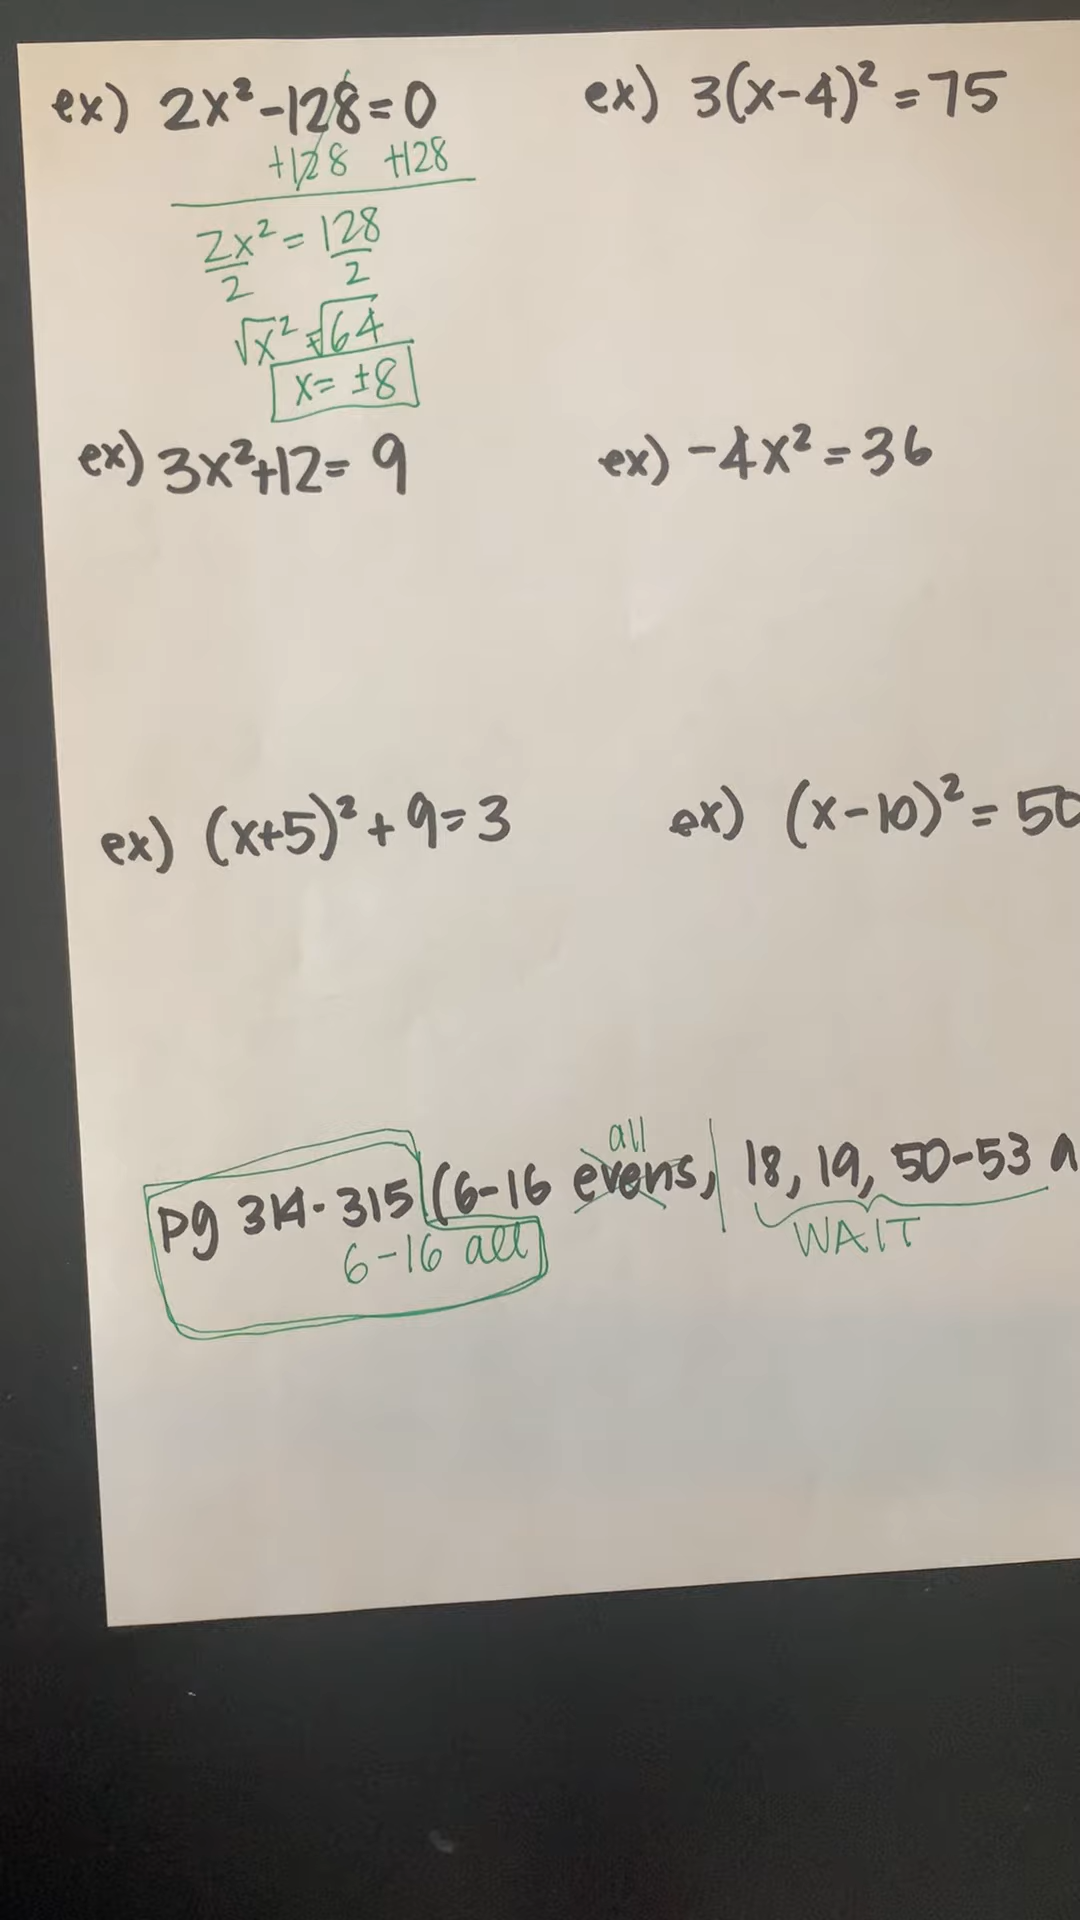 ex) 2x²-128=0
+128 +128
2x² = 128
2 2
√x² = √64
x= ±8
ex) 3(x-4)² = 75
ex) 3x²+12= 9
ex) -4x² = 36
ex) (x+5)² + 9=3
ex) (x-10)² = 50
all
pg 314-315 (6-16 evens, 18, 19, 50-53 a
6-16 all
WAIT